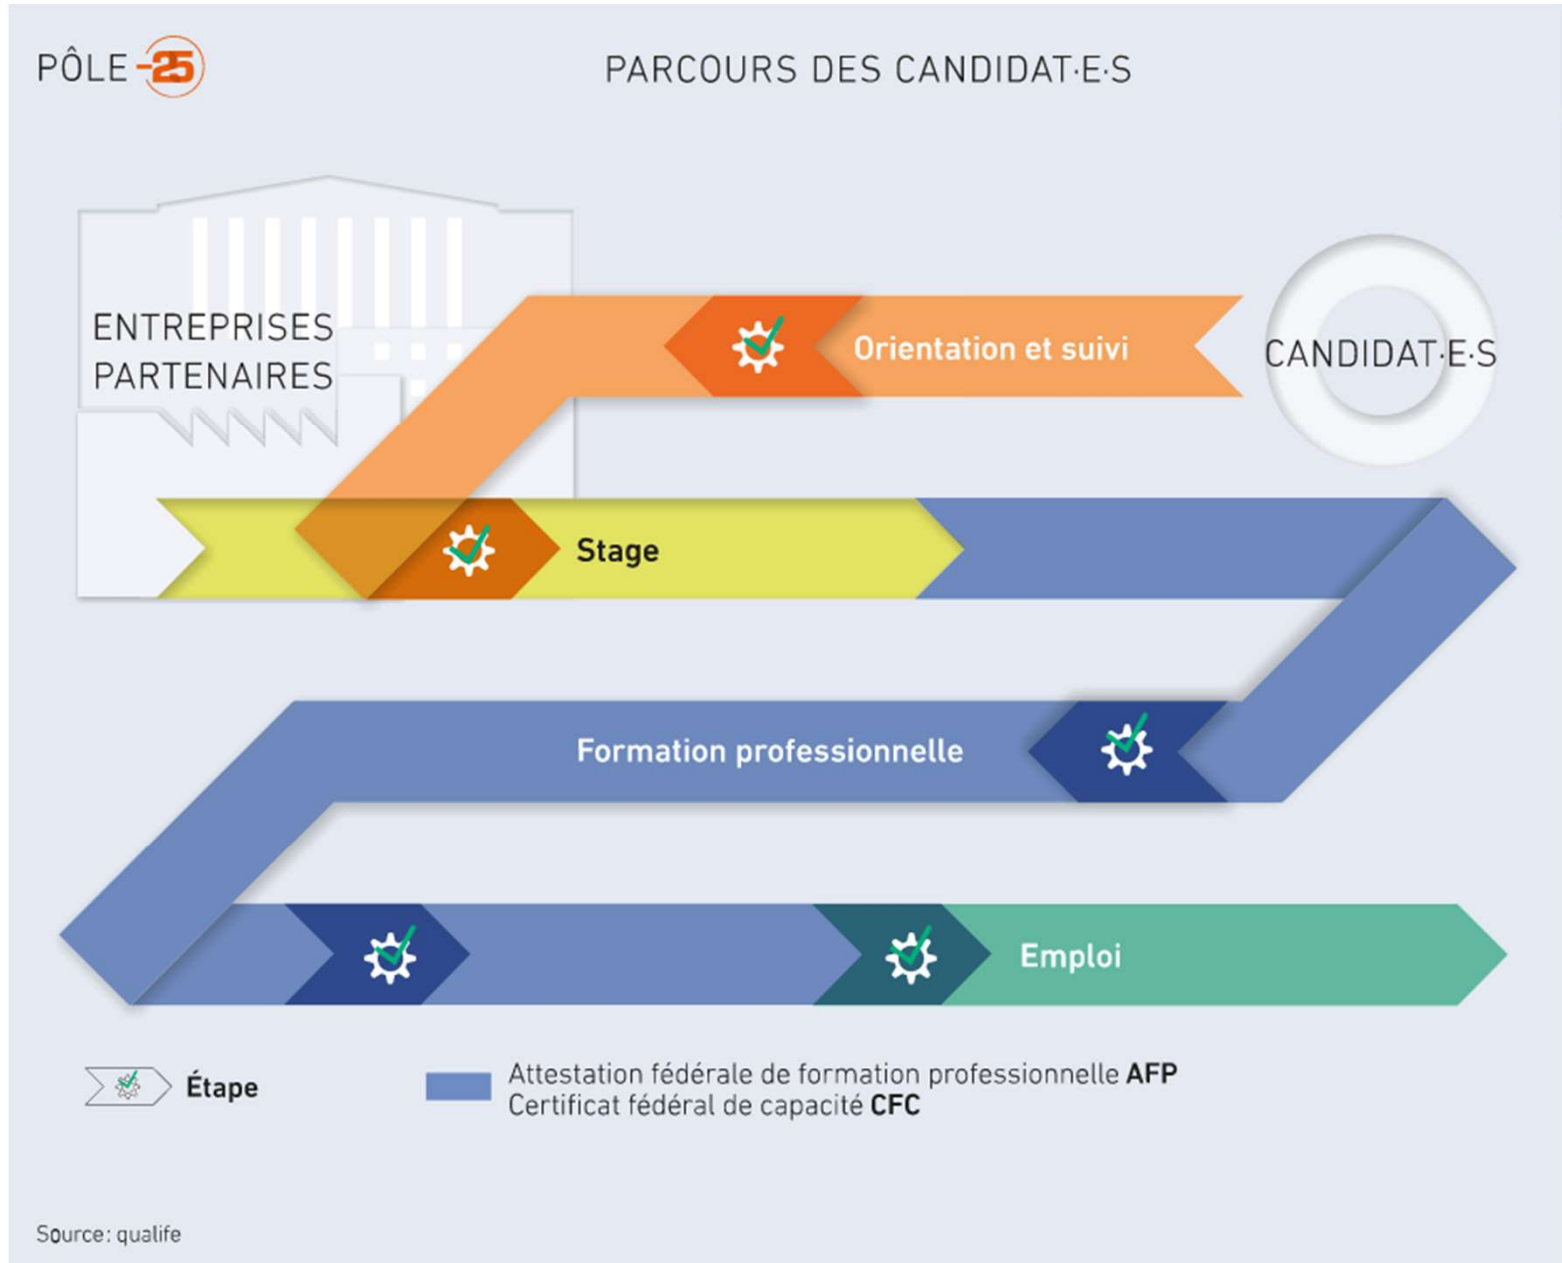 PÔLE -25
PARCOURS DES CANDIDAT·E·S
ENTREPRISES
PARTENAIRES
Orientation et suivi
CANDIDAT·E·S
Stage
Formation professionnelle
Emploi
Étape
Attestation fédérale de formation professionnelle AFP
Certificat fédéral de capacité CFC
Source: qualife